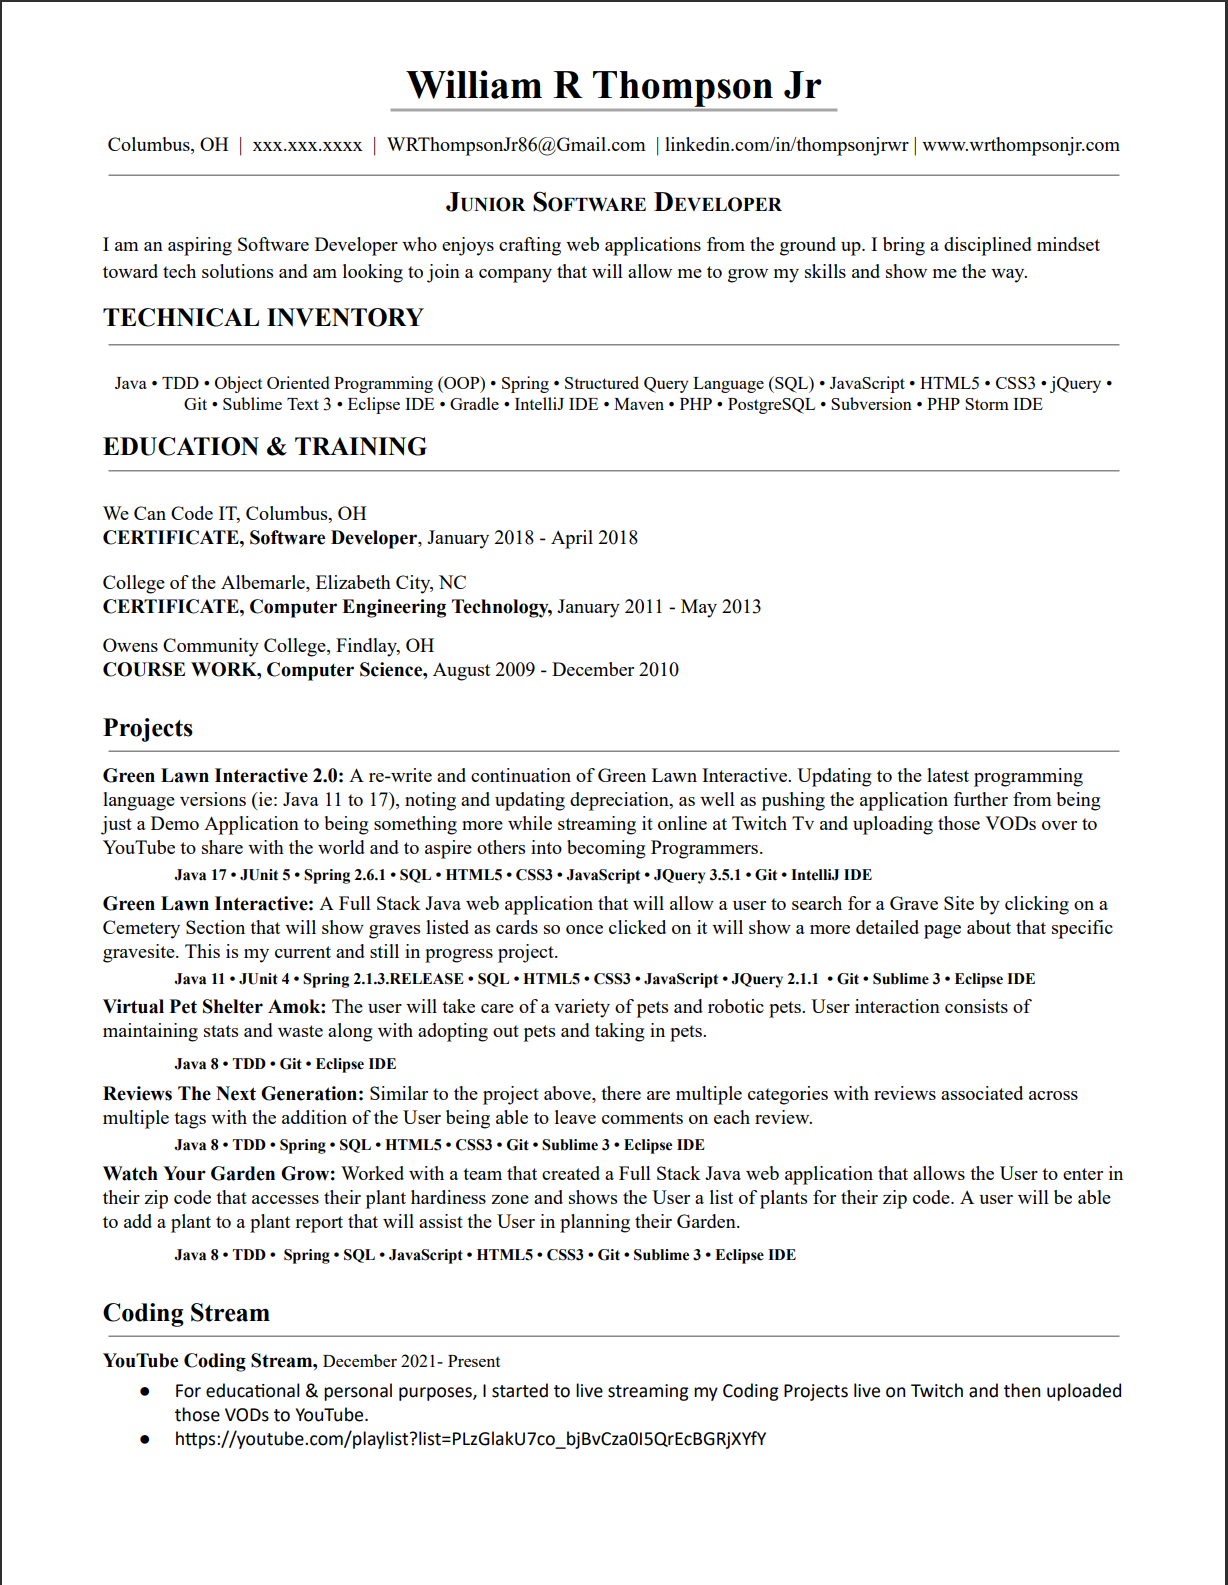 William R Thompson Jr
Columbus, OH | xxx.xxx.xxxx | WRThompsonJr86@Gmail.com | linkedin.com/in/thompsonjrwr | www.wrthompsonjr.com
JUNIOR SOFTWARE DEVELOPER
I am an aspiring Software Developer who enjoys crafting web applications from the ground up. I bring a disciplined mindset
toward tech solutions and am looking to join a company that will allow me to grow my skills and show me the way.
TECHNICAL INVENTORY
Java • TDD • Object Oriented Programming (OOP) • Spring • Structured Query Language (SQL) • JavaScript • HTML5 • CSS3 • jQuery •
Git • Sublime Text 3 • Eclipse IDE • Gradle • IntelliJ IDE • Maven • PHP • PostgreSQL • Subversion • PHP Storm IDE
EDUCATION & TRAINING
We Can Code IT, Columbus, OH
CERTIFICATE, Software Developer, January 2018 - April 2018
College of the Albemarle, Elizabeth City, NC
CERTIFICATE, Computer Engineering Technology, January 2011 - May 2013
Owens Community College, Findlay, OH
COURSE WORK, Computer Science, August 2009 - December 2010
Projects
Green Lawn Interactive 2.0: A re-write and continuation of Green Lawn Interactive. Updating to the latest programming
language versions (ie: Java 11 to 17), noting and updating depreciation, as well as pushing the application further from being
just a Demo Application to being something more while streaming it online at Twitch Tv and uploading those VODs over to
YouTube to share with the world and to aspire others into becoming Programmers.
Java 17 • JUnit 5 • Spring 2.6.1 • SQL • HTML5 • CSS3 • JavaScript • JQuery 3.5.1 • Git • IntelliJ IDE
Green Lawn Interactive: A Full Stack Java web application that will allow a user to search for a Grave Site by clicking on a
Cemetery Section that will show graves listed as cards so once clicked on it will show a more detailed page about that specific
gravesite. This is my current and still in progress project.
Java 11 • JUnit 4 • Spring 2.1.3.RELEASE • SQL • HTML5 • CSS3 • JavaScript • JQuery 2.1.1 • Git • Sublime 3 • Eclipse IDE
Virtual Pet Shelter Amok: The user will take care of a variety of pets and robotic pets. User interaction consists of
maintaining stats and waste along with adopting out pets and taking in pets.
Java 8 • TDD • Git • Eclipse IDE
Reviews The Next Generation: Similar to the project above, there are multiple categories with reviews associated across
multiple tags with the addition of the User being able to leave comments on each review.
Java 8 • TDD • Spring • SQL • HTML5 • CSS3 • Git • Sublime 3 • Eclipse IDE
Watch Your Garden Grow: Worked with a team that created a Full Stack Java web application that allows the User to enter in
their zip code that accesses their plant hardiness zone and shows the User a list of plants for their zip code. A user will be able
to add a plant to a plant report that will assist the User in planning their Garden.
Java 8 • TDD • Spring • SQL • JavaScript • HTML5 • CSS3 • Git • Sublime 3 • Eclipse IDE
Coding Stream
YouTube Coding Stream, December 2021- Present
● For educational & personal purposes, I started to live streaming my Coding Projects live on Twitch and then uploaded
those VODs to YouTube.
● https://youtube.com/playlist?list=PLzGlakU7co_bjBvCza0I5QrEcBGRjXYfY